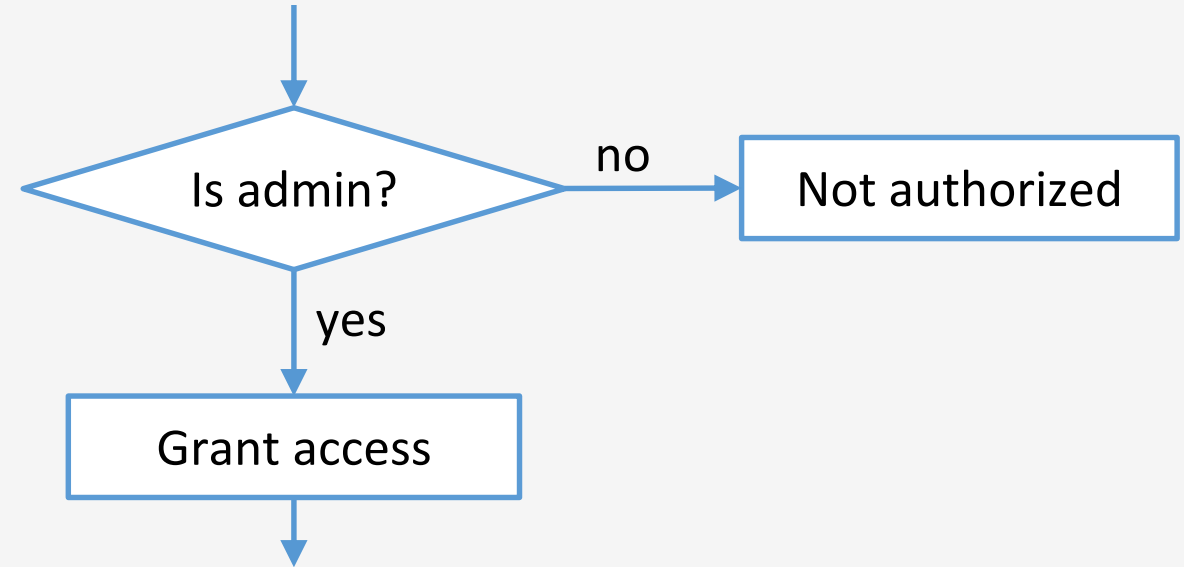 Is admin?
no
Not authorized
yes
Grant access